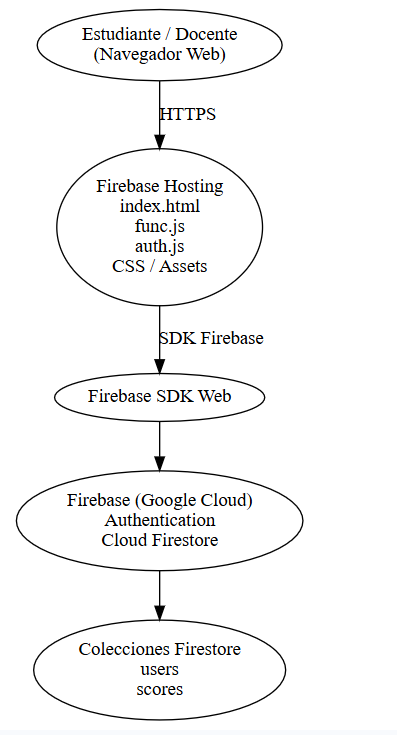 Estudiante / Docente
(Navegador Web)
HTTPS
Firebase Hosting
index.html
func.js
auth.js
CSS / Assets
SDK Firebase
Firebase SDK Web
Firebase (Google Cloud)
Authentication
Cloud Firestore
Colecciones Firestore
users
scores